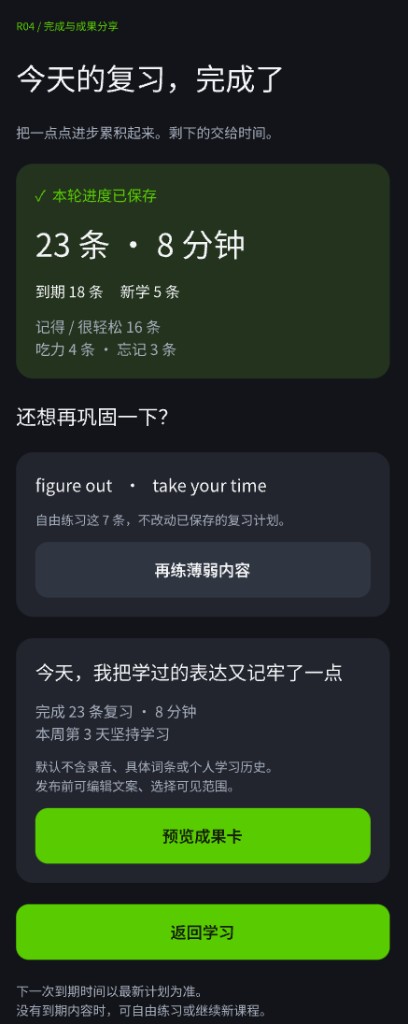 R04 / 完成与成果分享
今天的复习，完成了
把一点点进步累积起来。剩下的交给时间。
✓ 本轮进度已保存
23 条 · 8 分钟
到期 18 条 新学 5 条
记得 / 很轻松 16 条
吃力 4 条 · 忘记 3 条
还想再巩固一下？
figure out · take your time
自由练习这 7 条，不改动已保存的复习计划。
再练薄弱内容
今天，我把学过的表达又记牢了一点
完成 23 条复习 · 8 分钟
本周第 3 天坚持学习
默认不含录音、具体词条或个人学习历史。
发布前可编辑文案、选择可见范围。
预览成果卡
返回学习
下一次到期时间以最新计划为准。
没有到期内容时，可自由练习或继续新课程。